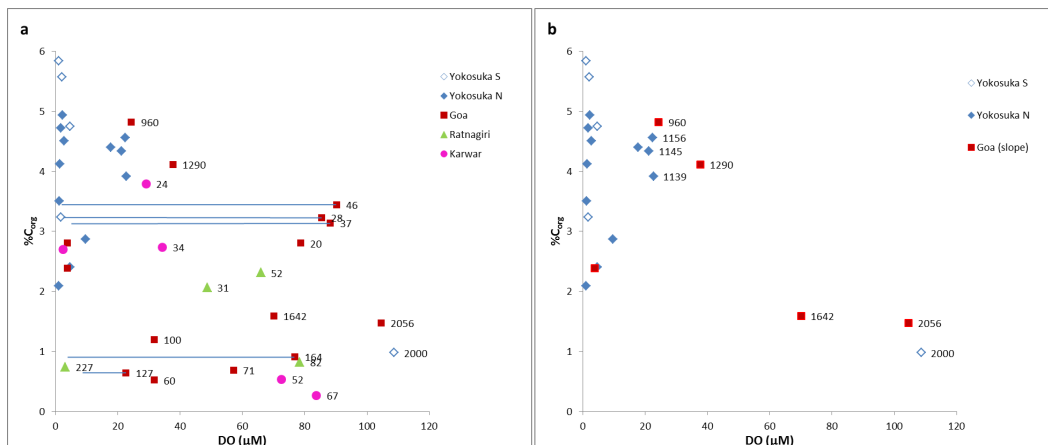 a
%Corg
6
5
4
3
2
1
0
0 20 40 60 80 100 120
DO (µM)
Yokosuka S
Yokosuka N
Goa
Ratnagiri
Karwar
960
1290
24
46
28
37
34
20
52
31
1642
2056
100
164
82
227
127
60
71
52
67
b
%Corg
6
5
4
3
2
1
0
0 20 40 60 80 100 120
DO (µM)
Yokosuka S
Yokosuka N
Goa (slope)
960
1156
1145
1290
1139
1642
2056
2000
2000